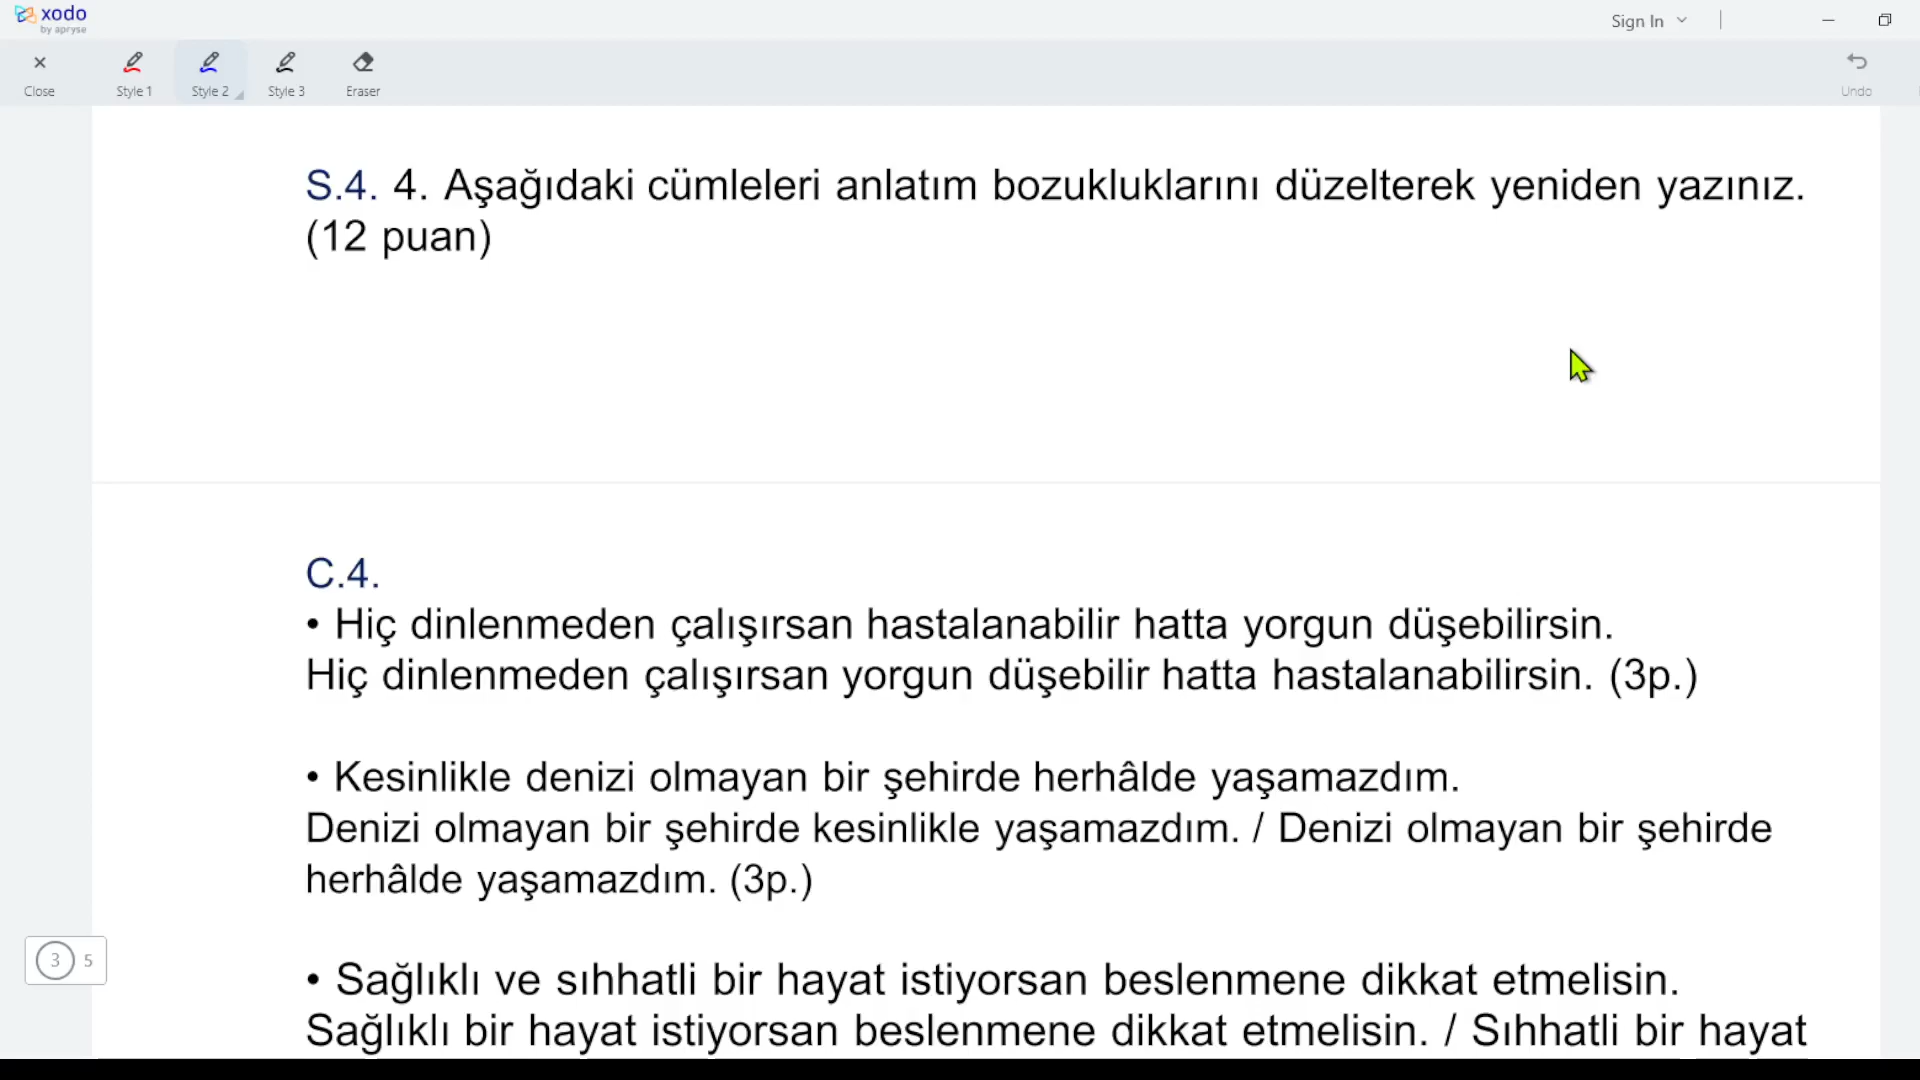 xodo
by apryse
Sign In
Close
Style 1
Style 2
Style 3
Eraser
Undo
S.4. 4. Aşağıdaki cümleleri anlatım bozukluklarını düzelterek yeniden yazınız.
(12 puan)
C.4.
• Hiç dinlenmeden çalışırsan hastalanabilir hatta yorgun düşebilirsin.
Hiç dinlenmeden çalışırsan yorgun düşebilir hatta hastalanabilirsin. (3p.)
• Kesinlikle denizi olmayan bir şehirde herhâlde yaşamazdım.
Denizi olmayan bir şehirde kesinlikle yaşamazdım. / Denizi olmayan bir şehirde
herhâlde yaşamazdım. (3p.)
• Sağlıklı ve sıhhatli bir hayat istiyorsan beslenmene dikkat etmelisin.
Sağlıklı bir hayat istiyorsan beslenmene dikkat etmelisin. / Sıhhatli bir hayat
3 5